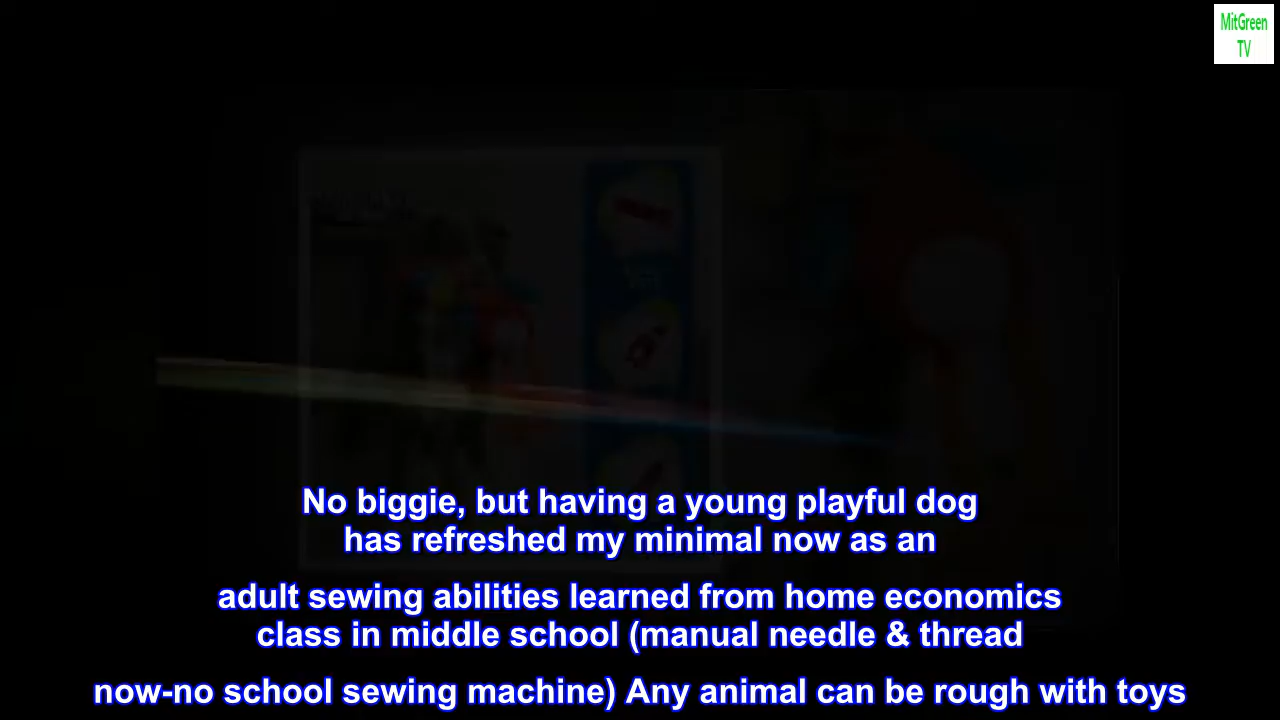 MitGreen
TV
No biggie, but having a young playful dog
has refreshed my minimal now as an
adult sewing abilities learned from home economics
class in middle school (manual needle & thread
now-no school sewing machine) Any animal can be rough with toys